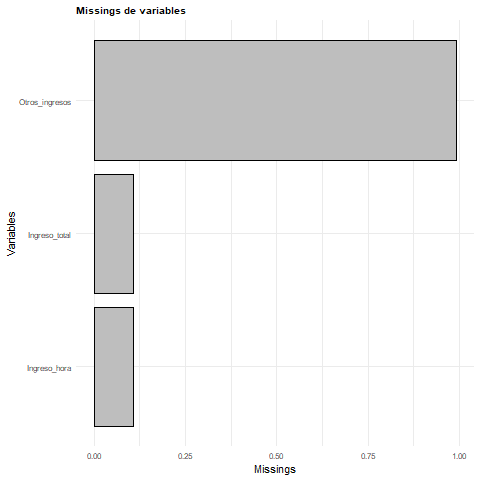 Missings de variables
Otros_ingresos
Ingreso_total
Ingreso_hora
Variables
0.00 0.25 0.50 0.75 1.00
Missings